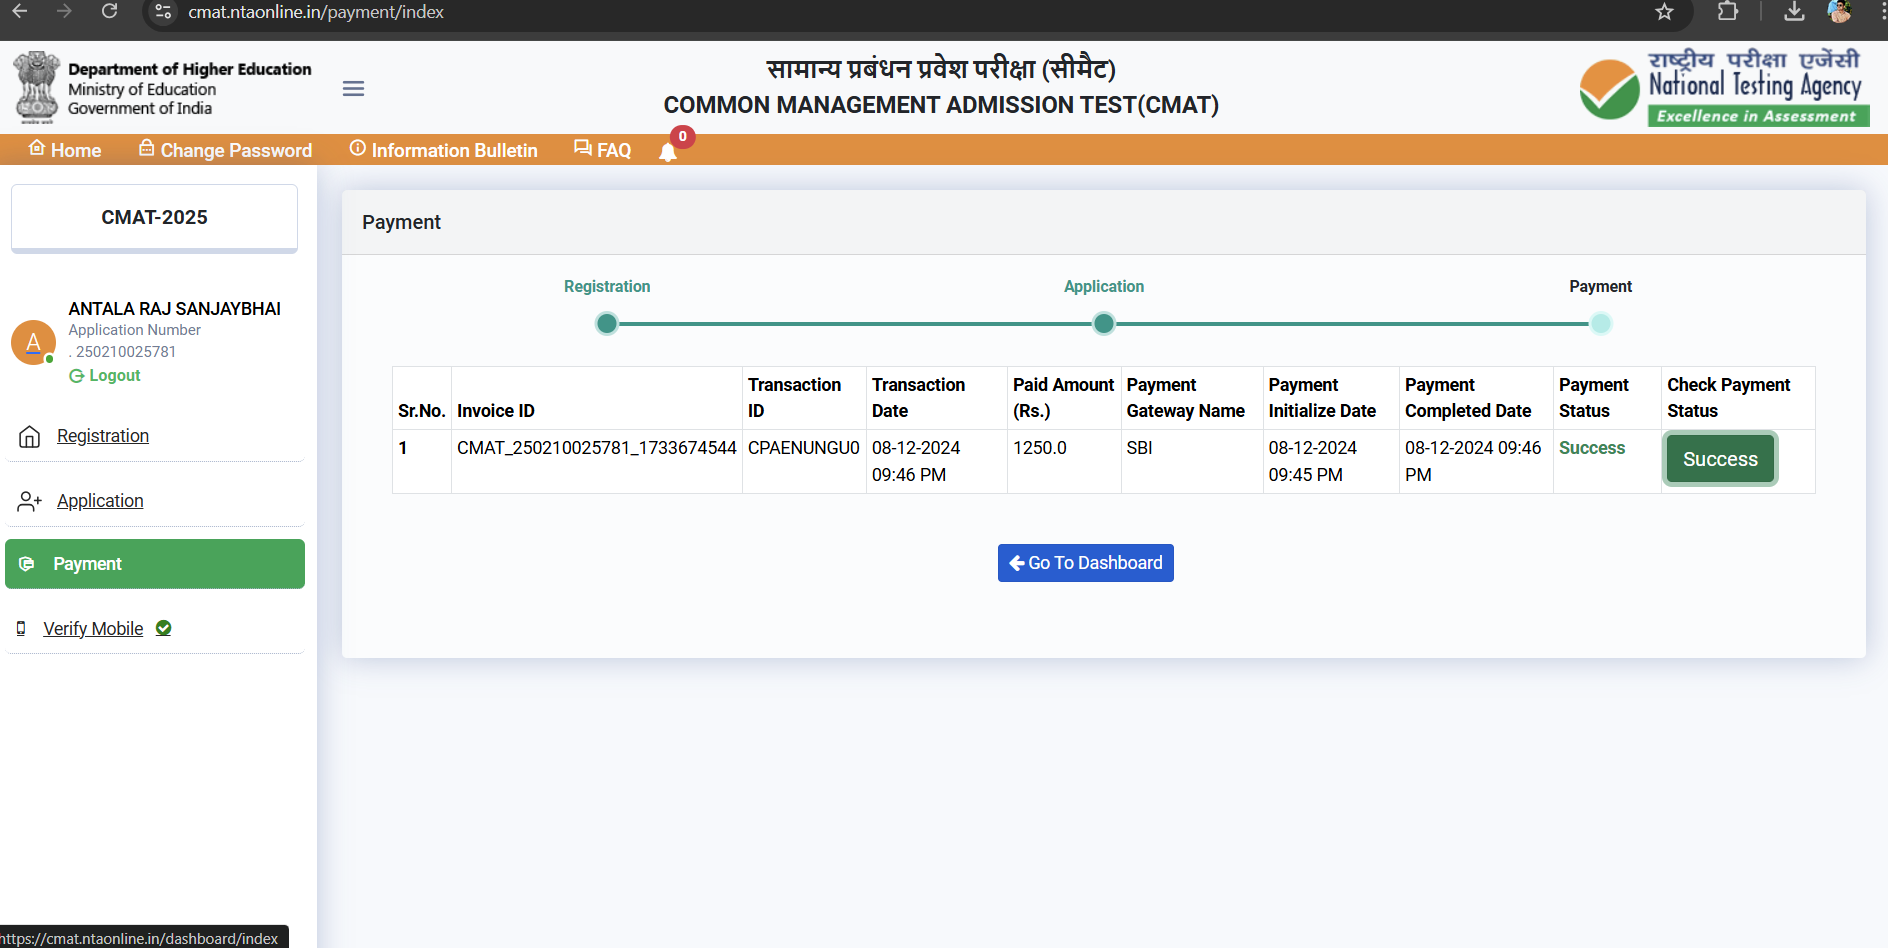 cmat.ntaonline.in/payment/index
Department of Higher Education
Ministry of Education
Government of India
सामान्य प्रबंधन प्रवेश परीक्षा (सीमैट)
COMMON MANAGEMENT ADMISSION TEST(CMAT)
राष्ट्रीय परीक्षा एजेंसी
National Testing Agency
Excellence in Assessment
Home Change Password Information Bulletin FAQ 0
CMAT-2025
ANTALA RAJ SANJAYBHAI
Application Number
. 250210025781
Logout
A
Registration
Application
Payment
Verify Mobile
Payment
Registration Application Payment
Sr.No. Invoice ID Transaction ID Transaction Date Paid Amount (Rs.) Payment Gateway Name Payment Initialize Date Payment Completed Date Payment Status Check Payment Status
1 CMAT_250210025781_1733674544 CPAENUNGU0 08-12-2024 09:46 PM 1250.0 SBI 08-12-2024 09:45 PM 08-12-2024 09:46 PM Success Success
Go To Dashboard
https://cmat.ntaonline.in/dashboard/index